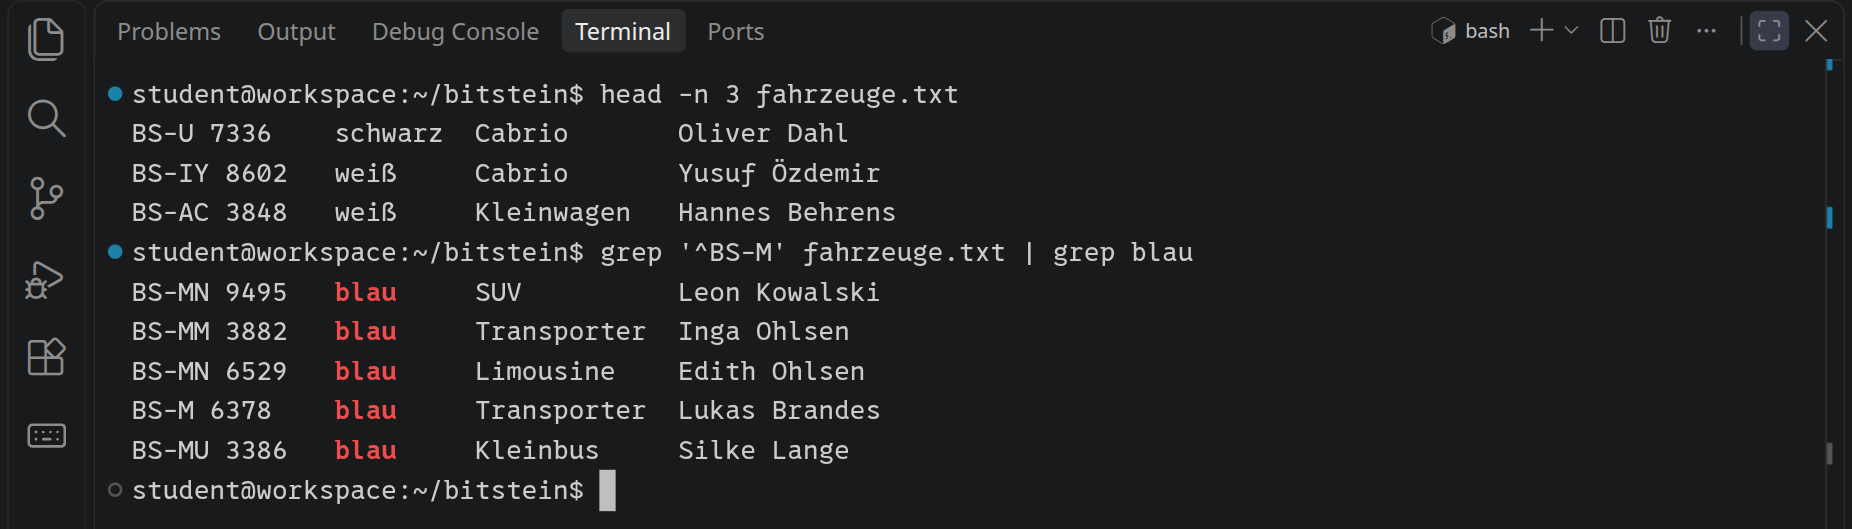 Problems Output Debug Console Terminal Ports bash
student@workspace:~/bitstein$ head -n 3 fahrzeuge.txt
BS-U 7336    schwarz  Cabrio       Oliver Dahl
BS-IY 8602   weiß     Cabrio       Yusuf Özdemir
BS-AC 3848   weiß     Kleinwagen   Hannes Behrens
student@workspace:~/bitstein$ grep '^BS-M' fahrzeuge.txt | grep blau
BS-MN 9495   blau     SUV          Leon Kowalski
BS-MM 3882   blau     Transporter  Inga Ohlsen
BS-MN 6529   blau     Limousine    Edith Ohlsen
BS-M 6378    blau     Transporter  Lukas Brandes
BS-MU 3386   blau     Kleinbus     Silke Lange
student@workspace:~/bitstein$